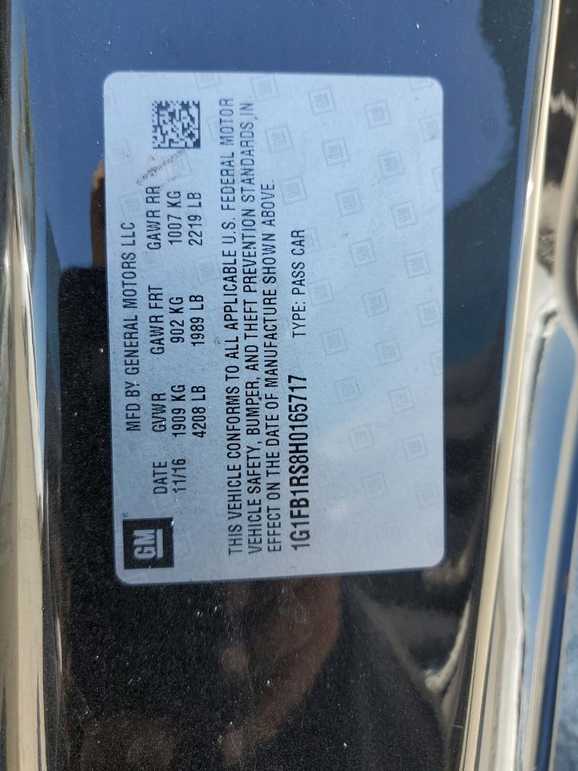 GM
MFD BY GENERAL MOTORS LLC
DATE GVWR GAWR FRT GAWR RR
11/16 1909 KG 902 KG 1007 KG
4208 LB 1989 LB 2219 LB
THIS VEHICLE CONFORMS TO ALL APPLICABLE U.S. FEDERAL MOTOR
VEHICLE SAFETY, BUMPER, AND THEFT PREVENTION STANDARDS IN
EFFECT ON THE DATE OF MANUFACTURE SHOWN ABOVE.
1G1FB1RS8H0165717 TYPE: PASS CAR